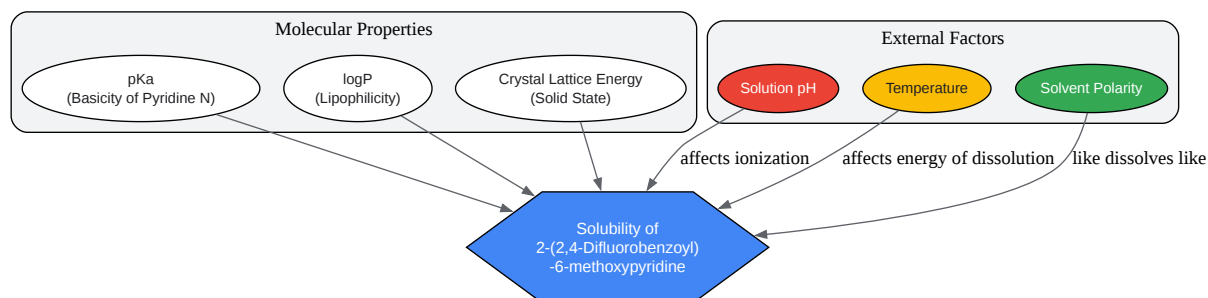 Molecular Properties
External Factors
pKa
(Basicity of Pyridine N)
logP
(Lipophilicity)
Crystal Lattice Energy
(Solid State)
Solution pH
Temperature
Solvent Polarity
affects ionization
affects energy of dissolution
like dissolves like
Solubility of
2-(2,4-Difluorobenzoyl)
-6-methoxypyridine